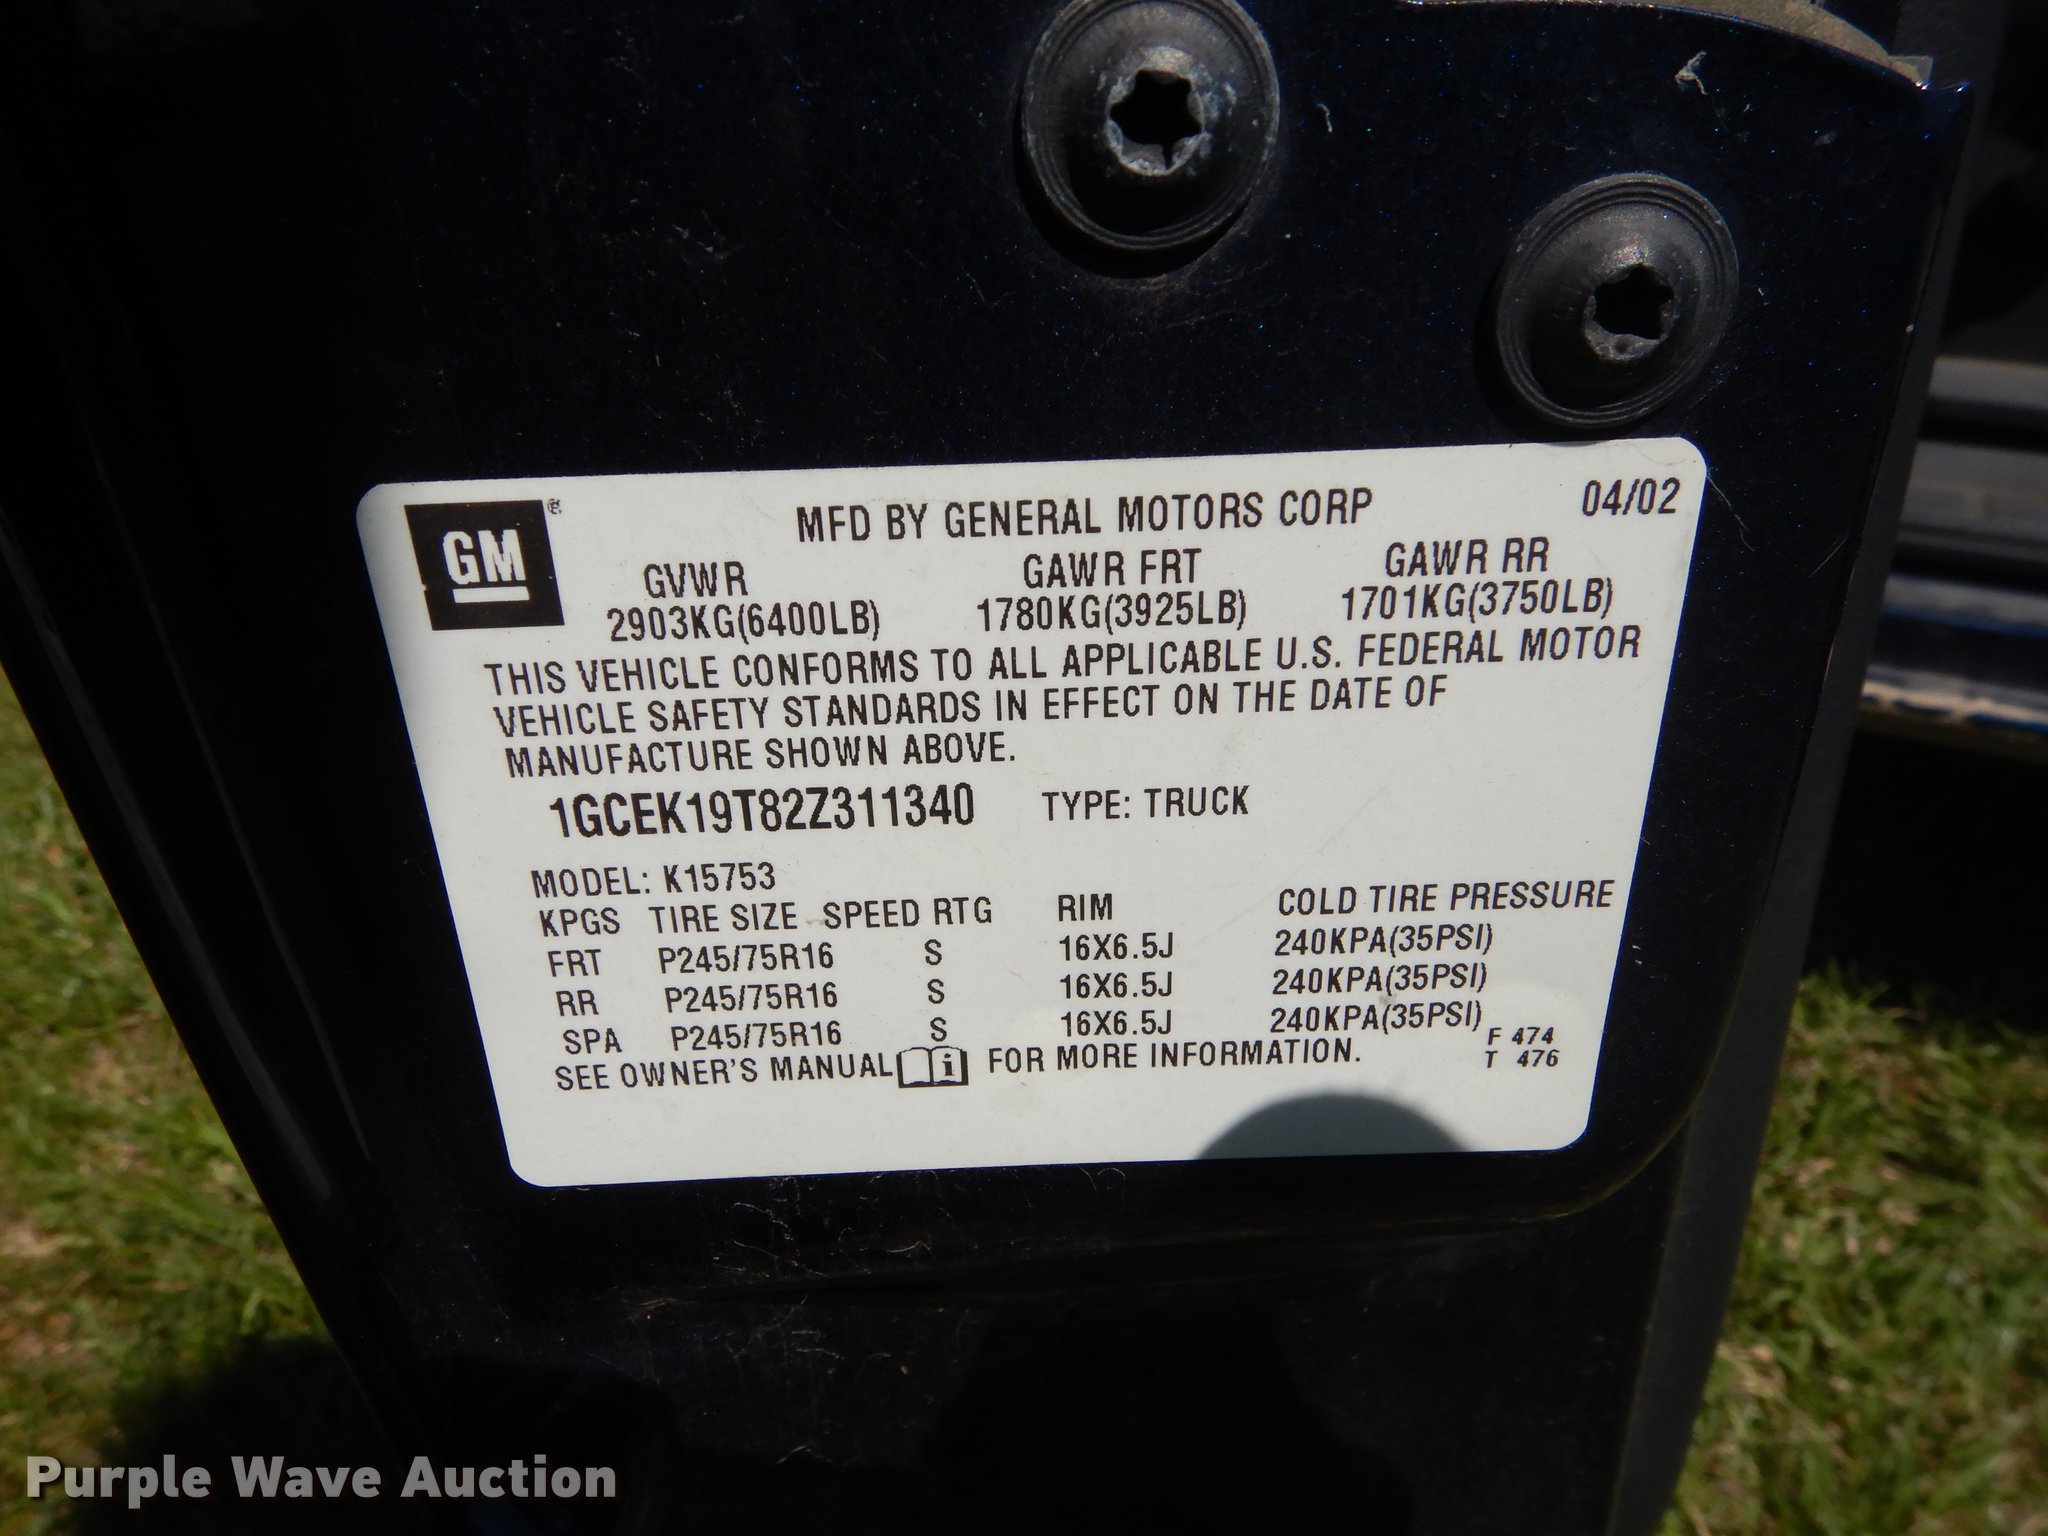 GM
MFD BY GENERAL MOTORS CORP 04/02
GVWR GAWR FRT GAWR RR
2903KG(6400LB) 1780KG(3925LB) 1701KG(3750LB)
THIS VEHICLE CONFORMS TO ALL APPLICABLE U.S. FEDERAL MOTOR
VEHICLE SAFETY STANDARDS IN EFFECT ON THE DATE OF
MANUFACTURE SHOWN ABOVE.
1GCEK19T82Z311340 TYPE: TRUCK
MODEL: K15753
KPGS TIRE SIZE SPEED RTG RIM COLD TIRE PRESSURE
FRT P245/75R16 S 16X6.5J 240KPA(35PSI)
RR P245/75R16 S 16X6.5J 240KPA(35PSI)
SPA P245/75R16 S 16X6.5J 240KPA(35PSI)
F 474
SEE OWNER'S MANUAL i FOR MORE INFORMATION. T 476
Purple Wave Auction